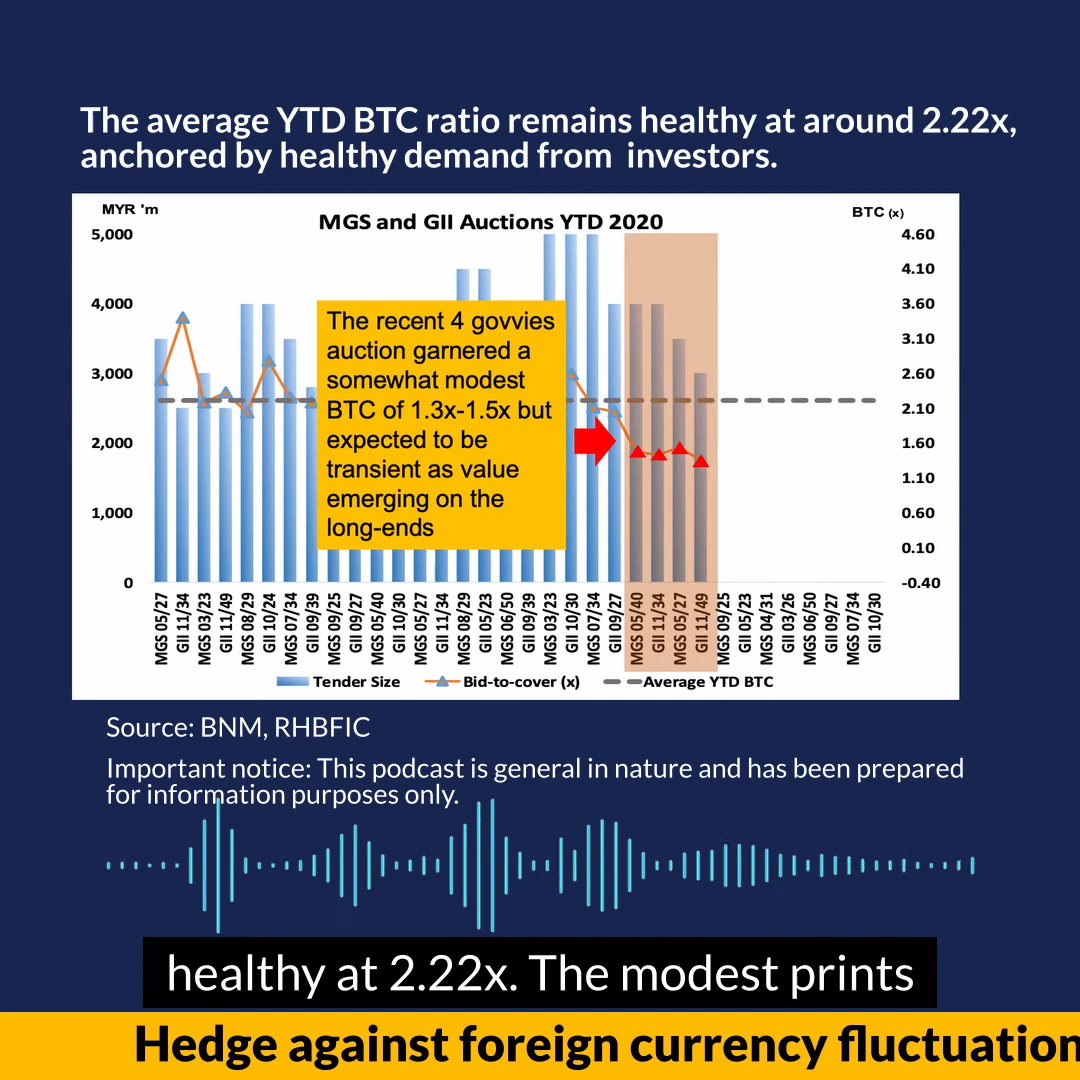 The average YTD BTC ratio remains healthy at around 2.22x,
anchored by healthy demand from investors.
MYR 'm
BTC (x)
MGS and GII Auctions YTD 2020
5,000
4,000
3,000
2,000
1,000
0
4.60
4.10
3.60
3.10
2.60
2.10
1.60
1.10
0.60
0.10
-0.40
The recent 4 govvies
auction garnered a
somewhat modest
BTC of 1.3x-1.5x but
expected to be
transient as value
emerging on the
long-ends
MGS 05/27
GII 11/34
MGS 03/23
GII 11/49
MGS 08/29
GII 10/24
MGS 07/34
GII 09/39
MGS 09/25
GII 09/27
MGS 05/40
GII 10/30
MGS 05/27
GII 11/34
MGS 08/29
GII 05/23
MGS 06/50
GII 09/39
MGS 03/23
GII 10/30
MGS 07/34
GII 09/27
MGS 05/40
GII 11/34
MGS 05/27
GII 11/49
MGS 09/25
GII 05/23
MGS 04/31
GII 03/26
MGS 06/50
GII 09/27
MGS 07/34
GII 10/30
Tender Size
Bid-to-cover (x)
Average YTD BTC
Source: BNM, RHBFIC
Important notice: This podcast is general in nature and has been prepared
for information purposes only.
healthy at 2.22x. The modest prints
Hedge against foreign currency fluctuation